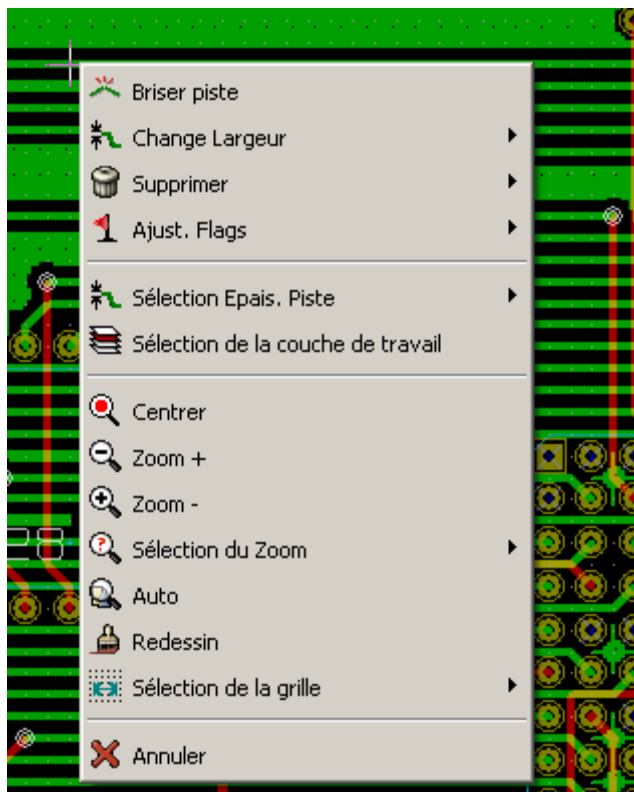 Briser piste
Change Largeur
Supprimer
Ajust. Flags
Sélection Epais. Piste
Sélection de la couche de travail
Centrer
Zoom +
Zoom -
Sélection du Zoom
Auto
Redessin
Sélection de la grille
Annuler